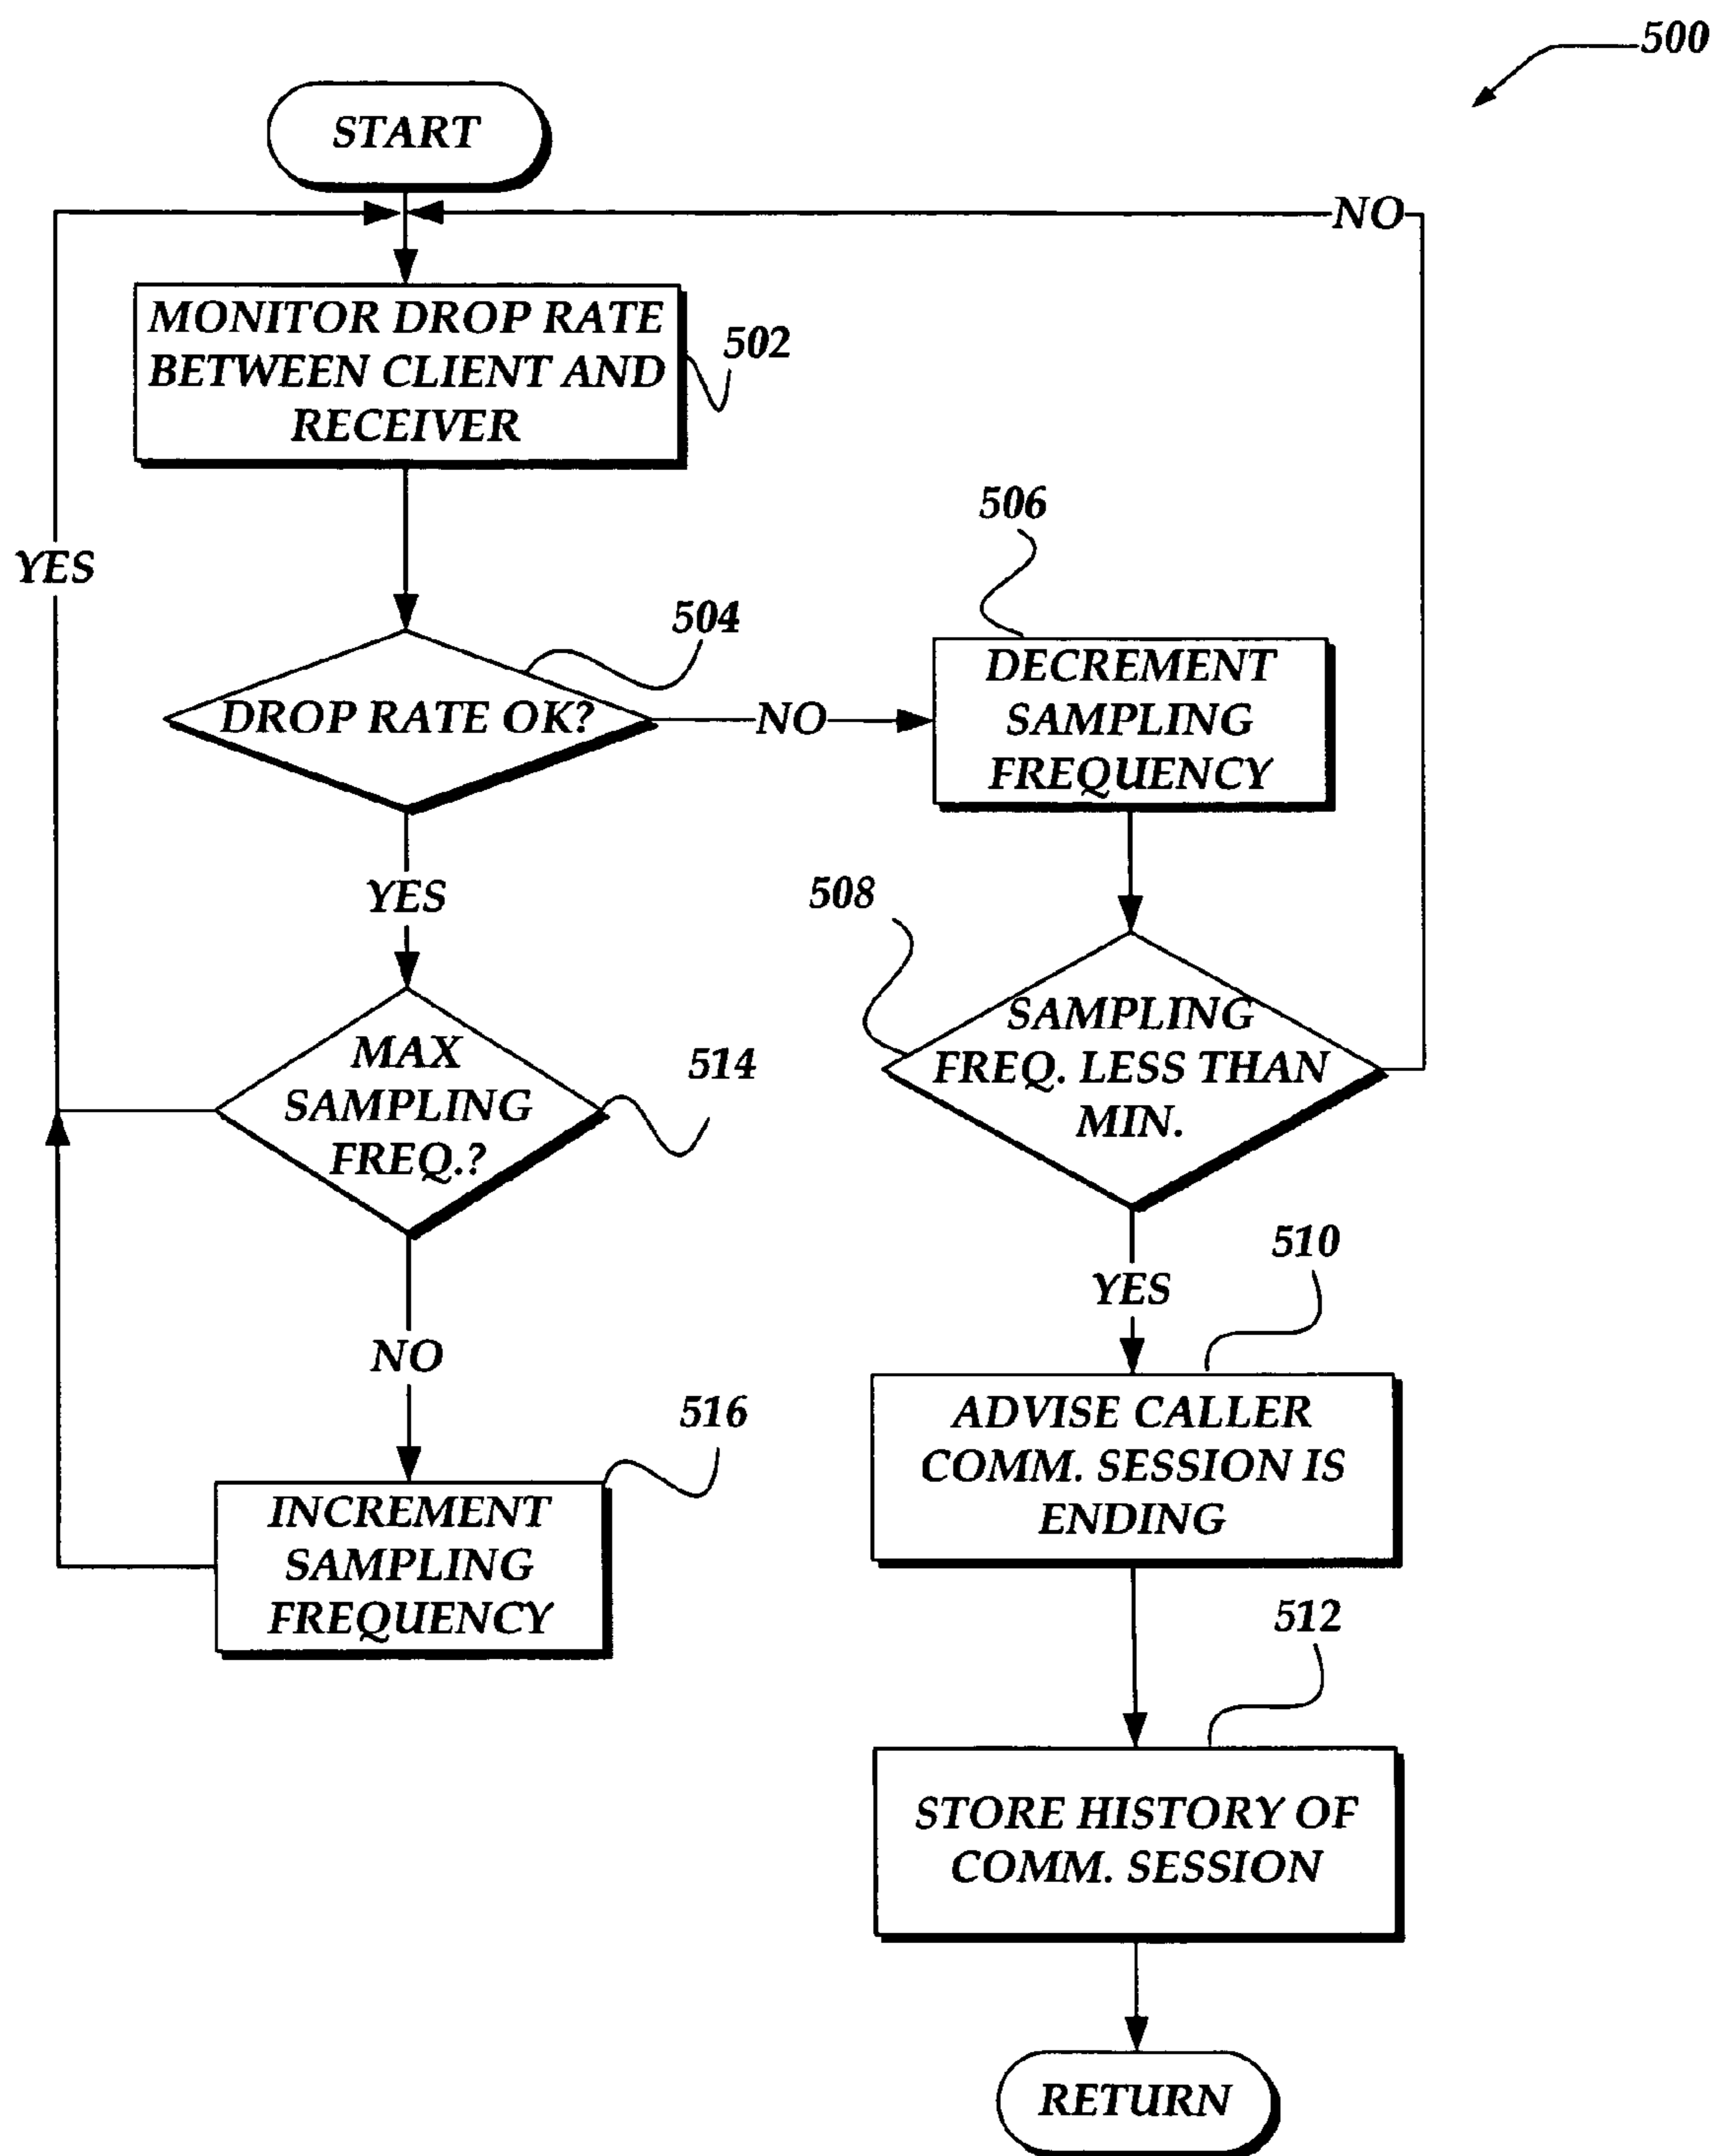 500
START
NO
MONITOR DROP RATE
BETWEEN CLIENT AND
RECEIVER
502
YES
506
504
DROP RATE OK?
NO
DECREMENT
SAMPLING
FREQUENCY
YES
508
MAX
SAMPLING
FREQ.?
514
SAMPLING
FREQ. LESS THAN
MIN.
NO
YES
510
516
INCREMENT
SAMPLING
FREQUENCY
ADVISE CALLER
COMM. SESSION IS
ENDING
512
STORE HISTORY OF
COMM. SESSION
RETURN